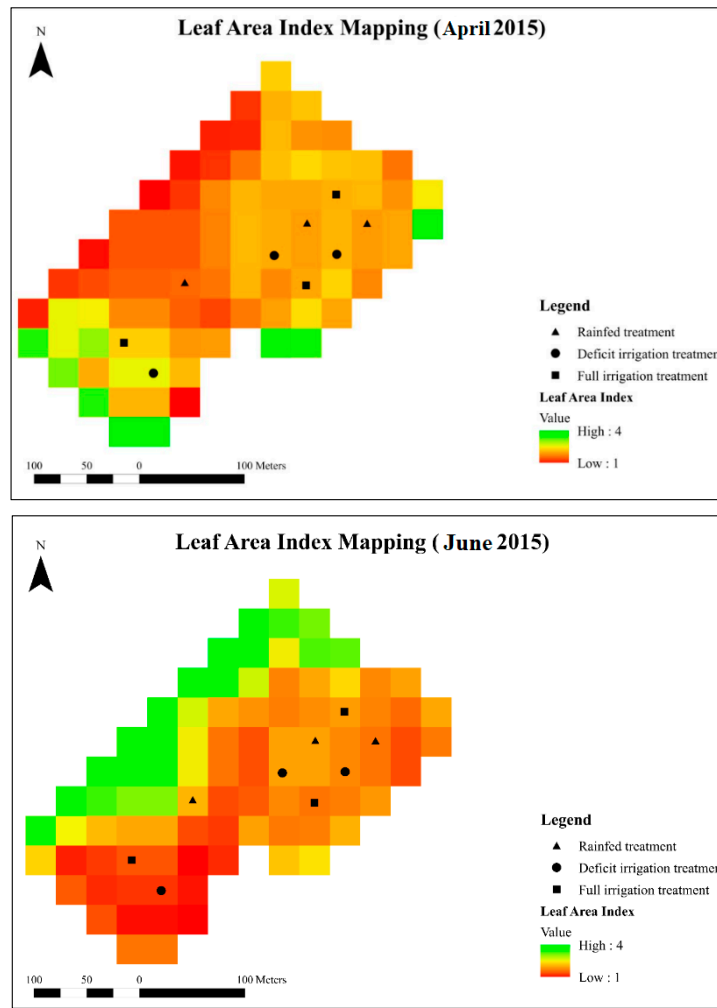 Leaf Area Index Mapping (April 2015)
N
Legend
Rainfed treatment
Deficit irrigation treatmen
Full irrigation treatment
Leaf Area Index
Value
High : 4
Low : 1
100 50 0 100 Meters
Leaf Area Index Mapping ( June 2015)
N
Legend
Rainfed treatment
Deficit irrigation treatmen
Full irrigation treatment
Leaf Area Index
Value
High : 4
Low : 1
100 50 0 100 Meters